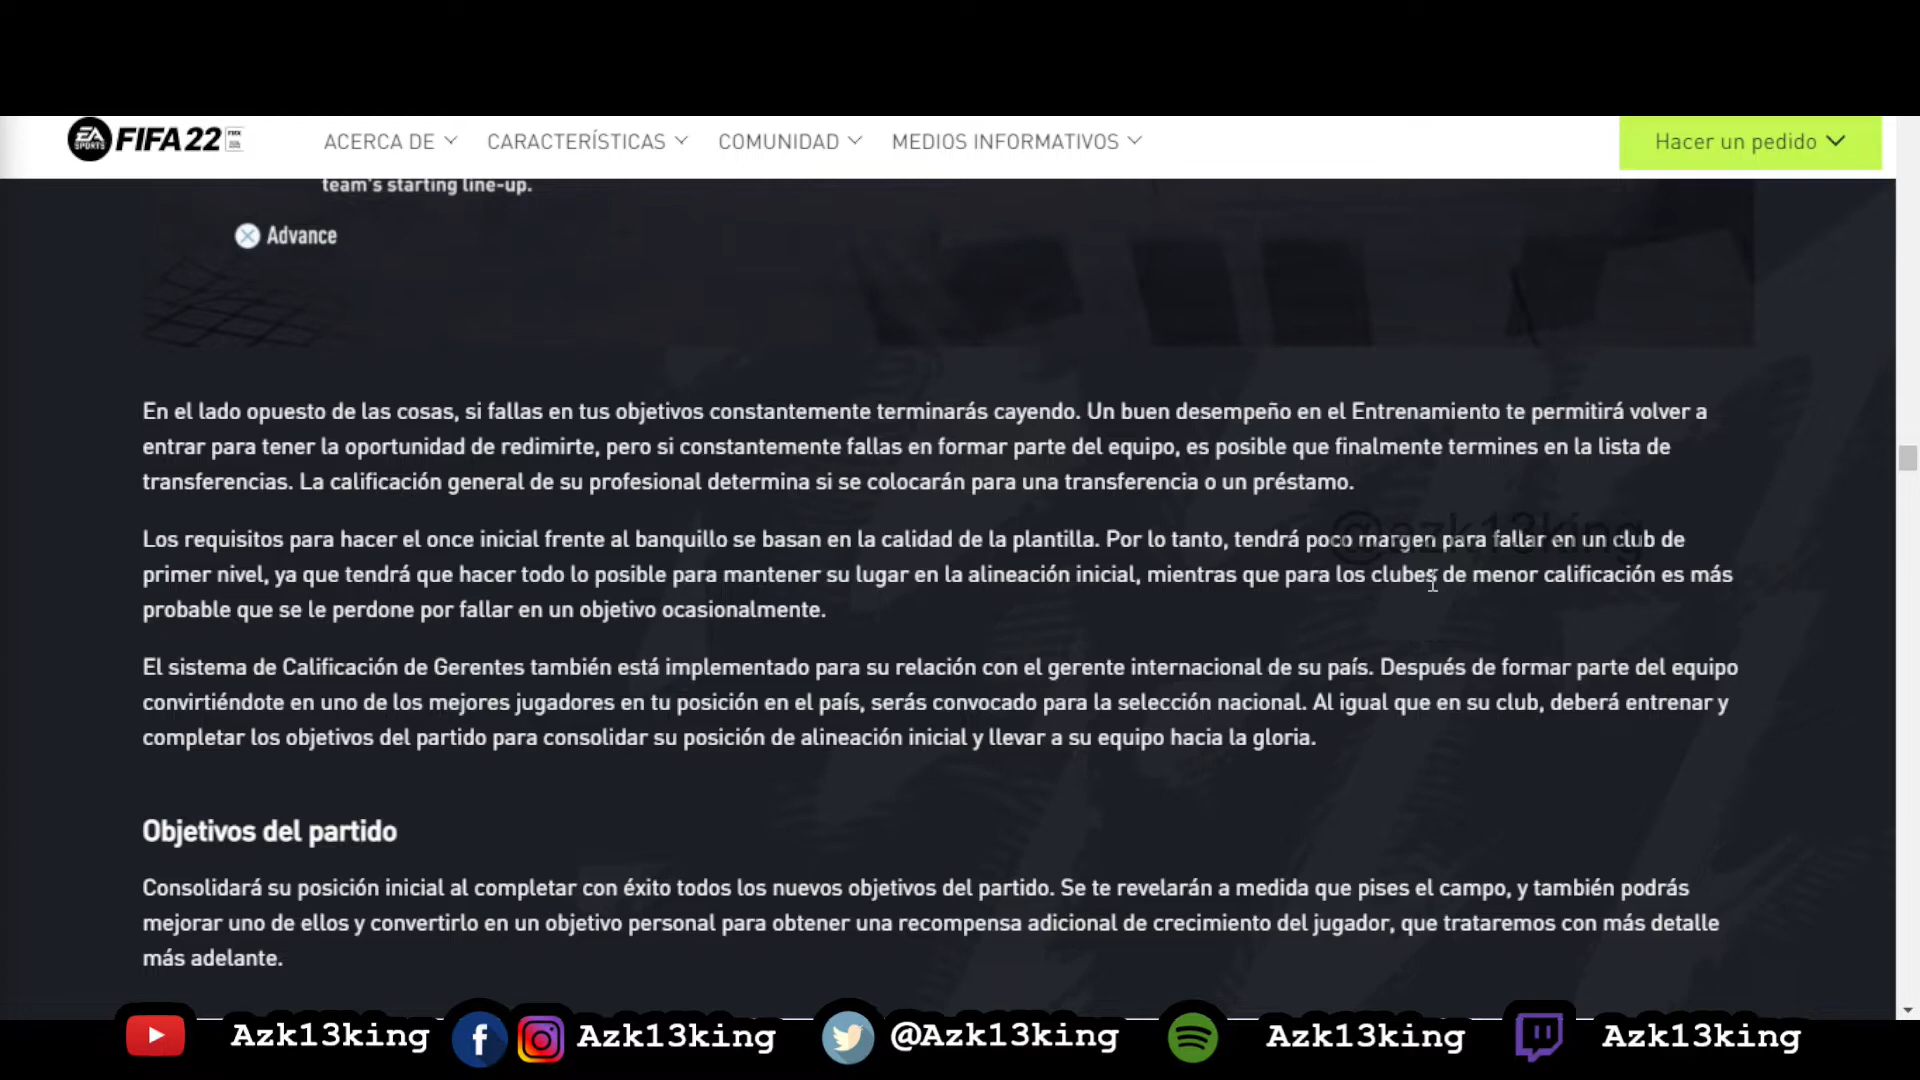 EA SPORTS FIFA 22
ACERCA DE CARACTERÍSTICAS COMUNIDAD MEDIOS INFORMATIVOS Hacer un pedido
team's starting line-up.
Advance
En el lado opuesto de las cosas, si fallas en tus objetivos constantemente terminarás cayendo. Un buen desempeño en el Entrenamiento te permitirá volver a
entrar para tener la oportunidad de redimirte, pero si constantemente fallas en formar parte del equipo, es posible que finalmente termines en la lista de
transferencias. La calificación general de su profesional determina si se colocarán para una transferencia o un préstamo.
@azk13king
Los requisitos para hacer el once inicial frente al banquillo se basan en la calidad de la plantilla. Por lo tanto, tendrá poco margen para fallar en un club de
primer nivel, ya que tendrá que hacer todo lo posible para mantener su lugar en la alineación inicial, mientras que para los clubes de menor calificación es más
probable que se le perdone por fallar en un objetivo ocasionalmente.
El sistema de Calificación de Gerentes también está implementado para su relación con el gerente internacional de su país. Después de formar parte del equipo
convirtiéndote en uno de los mejores jugadores en tu posición en el país, serás convocado para la selección nacional. Al igual que en su club, deberá entrenar y
completar los objetivos del partido para consolidar su posición de alineación inicial y llevar a su equipo hacia la gloria.
Objetivos del partido
Consolidará su posición inicial al completar con éxito todos los nuevos objetivos del partido. Se te revelarán a medida que pises el campo, y también podrás
mejorar uno de ellos y convertirlo en un objetivo personal para obtener una recompensa adicional de crecimiento del jugador, que trataremos con más detalle
más adelante.
Azk13king Azk13king @Azk13king Azk13king Azk13king